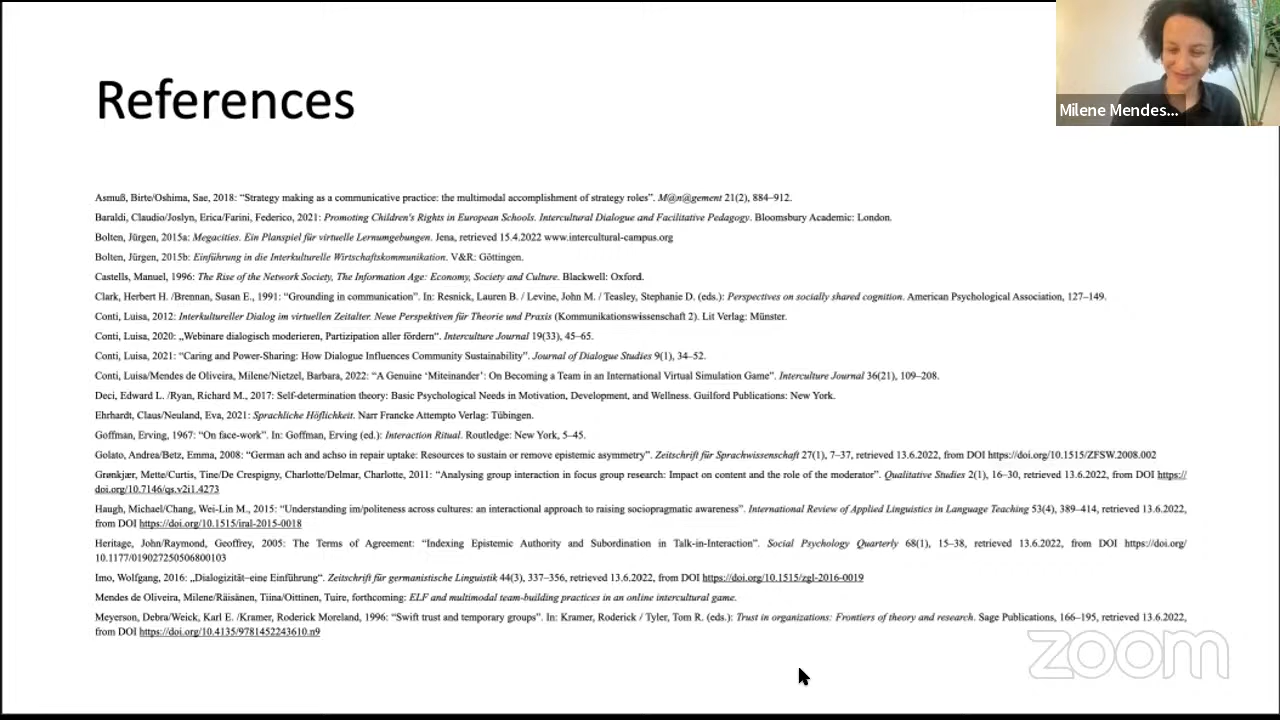 References
Milene Mendes...
Asmuß, Birte/Oshima, Sae, 2018: “Strategy making as a communicative practice: the multimodal accomplishment of strategy roles”. M@n@gement 21(2), 884–912.
Baraldi, Claudio/Joslyn, Erica/Farini, Federico, 2021: Promoting Children's Rights in European Schools. Intercultural Dialogue and Facilitative Pedagogy. Bloomsbury Academic: London.
Bolten, Jürgen, 2015a: Megacities. Ein Planspiel für virtuelle Lernumgebungen. Jena, retrieved 15.4.2022 www.intercultural-campus.org
Bolten, Jürgen, 2015b: Einführung in die Interkulturelle Wirtschaftskommunikation. V&R: Göttingen.
Castells, Manuel, 1996: The Rise of the Network Society, The Information Age: Economy, Society and Culture. Blackwell: Oxford.
Clark, Herbert H. /Brennan, Susan E., 1991: “Grounding in communication”. In: Resnick, Lauren B. / Levine, John M. / Teasley, Stephanie D. (eds.): Perspectives on socially shared cognition. American Psychological Association, 127–149.
Conti, Luisa, 2012: Interkultureller Dialog im virtuellen Zeitalter. Neue Perspektiven für Theorie und Praxis (Kommunikationswissenschaft 2). Lit Verlag: Münster.
Conti, Luisa, 2020: „Webinare dialogisch moderieren, Partizipation aller fördern“. Interculture Journal 19(33), 45–65.
Conti, Luisa, 2021: “Caring and Power-Sharing: How Dialogue Influences Community Sustainability”. Journal of Dialogue Studies 9(1), 34–52.
Conti, Luisa/Mendes de Oliveira, Milene/Nietzel, Barbara, 2022: “A Genuine ‘Miteinander’: On Becoming a Team in an International Virtual Simulation Game”. Interculture Journal 36(21), 109–208.
Deci, Edward L. /Ryan, Richard M., 2017: Self-determination theory: Basic Psychological Needs in Motivation, Development, and Wellness. Guilford Publications: New York.
Ehrhardt, Claus/Neuland, Eva, 2021: Sprachliche Höflichkeit. Narr Francke Attempto Verlag: Tübingen.
Goffman, Erving, 1967: “On face-work”. In: Goffman, Erving (ed.): Interaction Ritual. Routledge: New York, 5–45.
Golato, Andrea/Betz, Emma, 2008: “German ach and achso in repair uptake: Resources to sustain or remove epistemic asymmetry”. Zeitschrift für Sprachwissenschaft 27(1), 7–37, retrieved 13.6.2022, from DOI https://doi.org/10.1515/ZFSW.2008.002
Grønkjær, Mette/Curtis, Tine/De Crespigny, Charlotte/Delmar, Charlotte, 2011: “Analysing group interaction in focus group research: Impact on content and the role of the moderator”. Qualitative Studies 2(1), 16–30, retrieved 13.6.2022, from DOI https://
doi.org/10.7146/qs.v2i1.4273
Haugh, Michael/Chang, Wei-Lin M., 2015: “Understanding im/politeness across cultures: an interactional approach to raising sociopragmatic awareness”. International Review of Applied Linguistics in Language Teaching 53(4), 389–414, retrieved 13.6.2022,
from DOI https://doi.org/10.1515/iral-2015-0018
Heritage, John/Raymond, Geoffrey, 2005: The Terms of Agreement: “Indexing Epistemic Authority and Subordination in Talk-in-Interaction”. Social Psychology Quarterly 68(1), 15–38, retrieved 13.6.2022, from DOI https://doi.org/
10.1177/019027250506800103
Imo, Wolfgang, 2016: „Dialogizität–eine Einführung“. Zeitschrift für germanistische Linguistik 44(3), 337–356, retrieved 13.6.2022, from DOI https://doi.org/10.1515/zgl-2016-0019
Mendes de Oliveira, Milene/Räisänen, Tiina/Oittinen, Tuire, forthcoming: ELF and multimodal team-building practices in an online intercultural game.
Meyerson, Debra/Weick, Karl E. /Kramer, Roderick Moreland, 1996: “Swift trust and temporary groups”. In: Kramer, Roderick / Tyler, Tom R. (eds.): Trust in organizations: Frontiers of theory and research. Sage Publications, 166–195, retrieved 13.6.2022,
from DOI https://doi.org/10.4135/9781452243610.n9
zoom